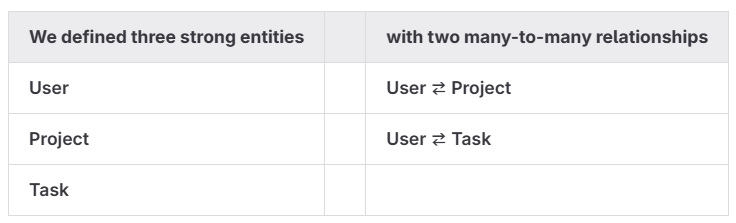 We defined three strong entities with two many-to-many relationships
User User ⇄ Project
Project User ⇄ Task
Task